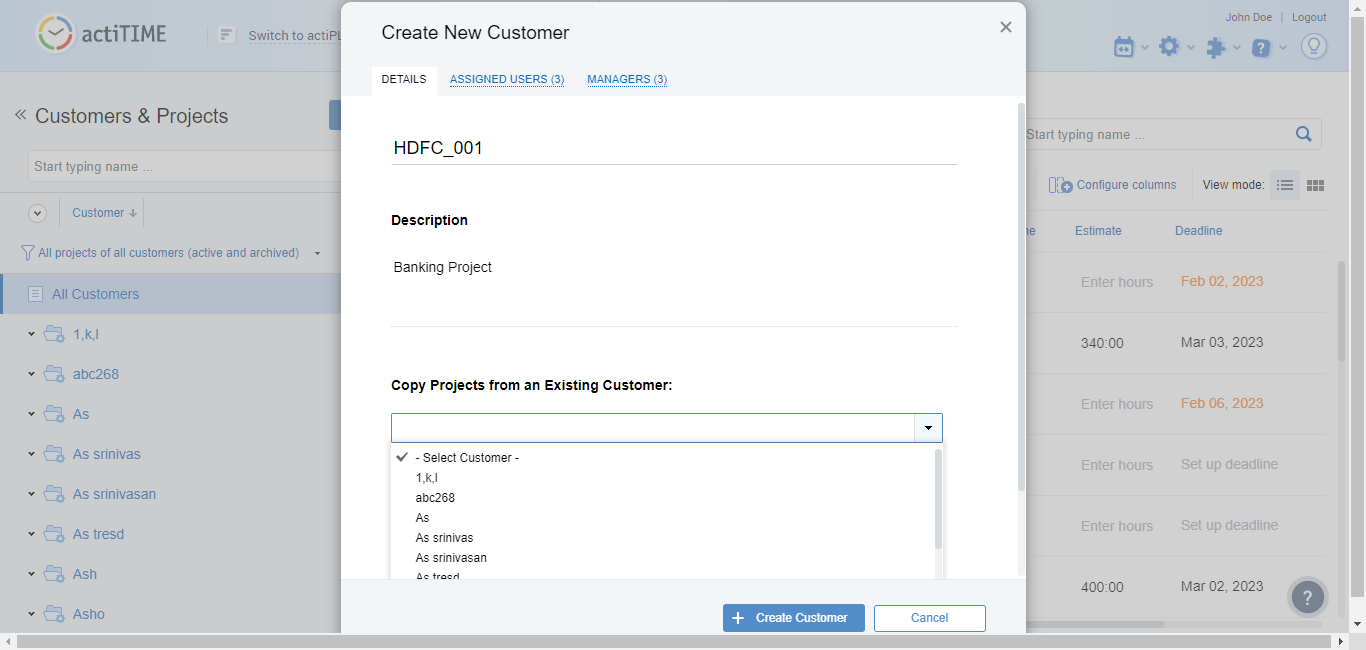 actiTIME
Switch to actiPL
John Doe | Logout
Create New Customer
DETAILS
ASSIGNED USERS (3)
MANAGERS (3)
Customers & Projects
Start typing name ...
Customer
All projects of all customers (active and archived)
All Customers
1,k,l
abc268
As
As srinivas
As srinivasan
As tresd
Ash
Asho
HDFC_001
Description
Banking Project
Copy Projects from an Existing Customer:
- Select Customer -
1,k,l
abc268
As
As srinivas
As srinivasan
As tresd
Create Customer
Cancel
Start typing name ...
Configure columns
View mode:
Estimate
Deadline
Enter hours
Feb 02, 2023
340:00
Mar 03, 2023
Enter hours
Feb 06, 2023
Enter hours
Set up deadline
Enter hours
Set up deadline
400:00
Mar 02, 2023
?